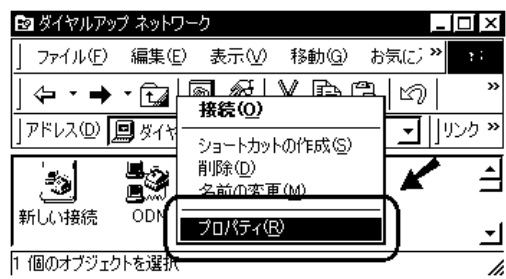 ダイヤルアップ ネットワーク
ファイル(F) 編集(E) 表示(V) 移動(G) お気に »
»
アドレス(D) ダイヤ リンク »
接続(O)
ショートカットの作成(S)
削除(D)
名前の変更(M)
プロパティ(R)
新しい接続 ODN
1 個のオブジェクトを選択